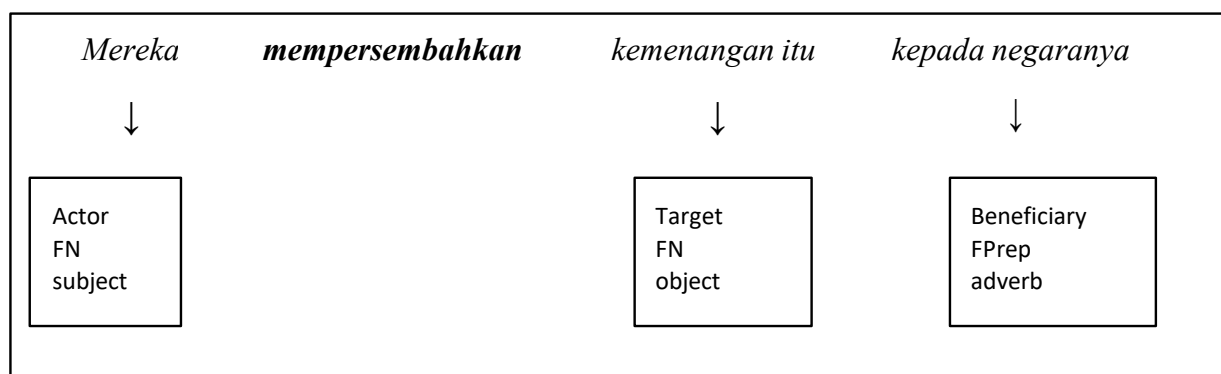 Mereka mempersembahkan kemenangan itu kepada negaranya
↓ ↓ ↓
Actor
FN
subject
Target
FN
object
Beneficiary
FPrep
adverb